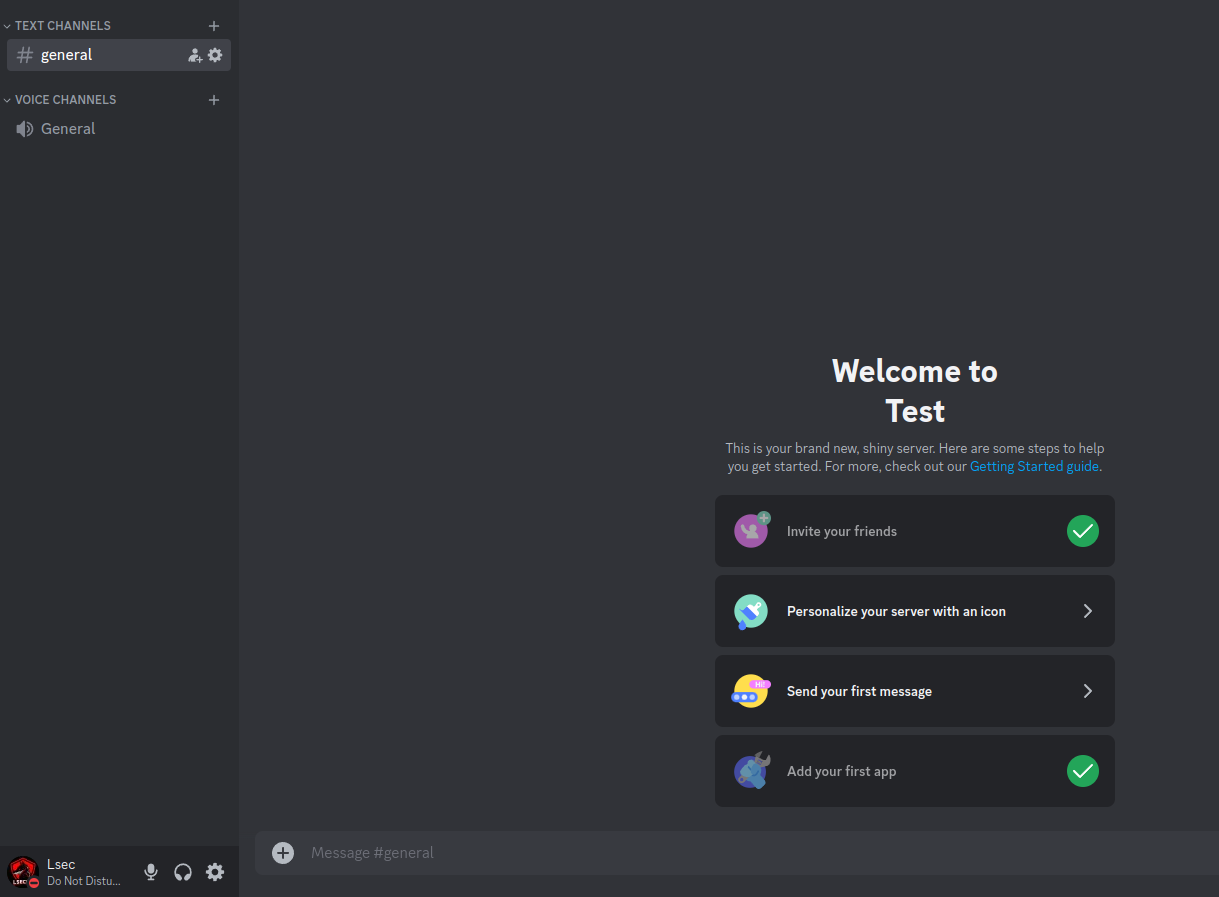 TEXT CHANNELS
general
VOICE CHANNELS
General
Welcome to
Test
This is your brand new, shiny server. Here are some steps to help
you get started. For more, check out our Getting Started guide.
Invite your friends
Personalize your server with an icon
Hi!
Send your first message
Add your first app
Message #general
Lsec
Do Not Distu...
LSEC